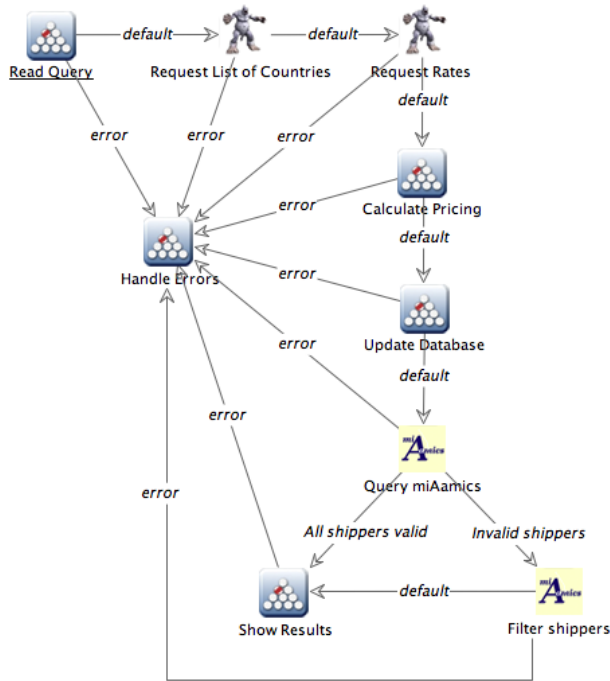 default
default
Read Query
Request List of Countries
Request Rates
default
error
error
error
error
Calculate Pricing
default
Handle Errors
error
Update Database
error
default
error
miAamics
Query miAamics
error
All shippers valid
Invalid shippers
default
miAamics
Show Results
Filter shippers